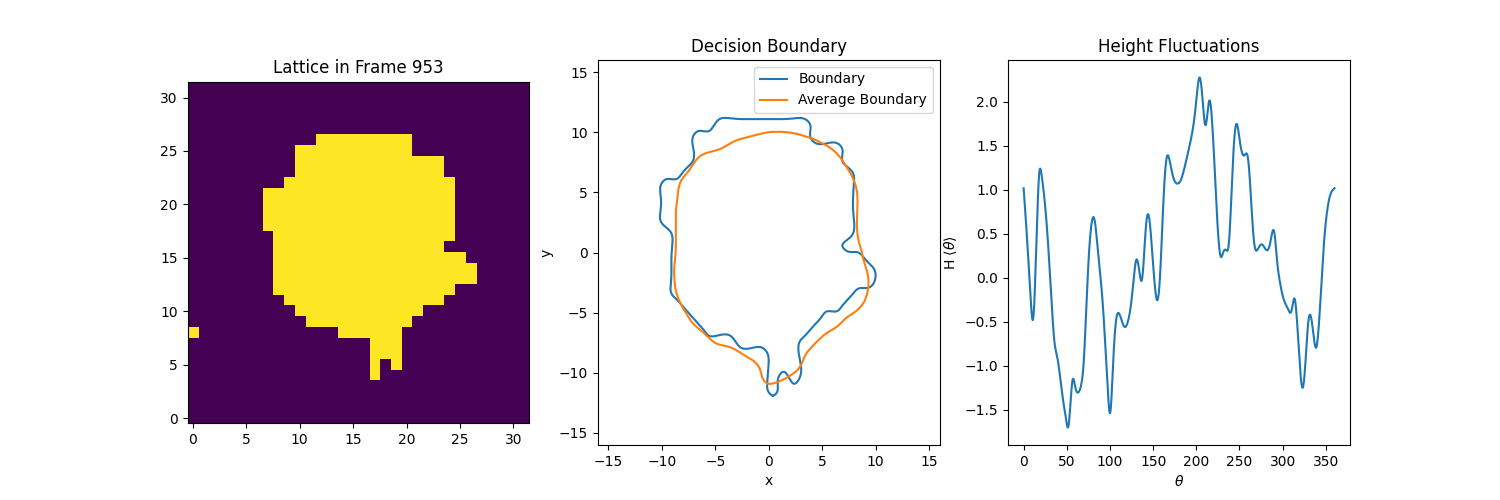 Lattice in Frame 953
30
25
20
15
10
5
0
0 5 10 15 20 25 30
Decision Boundary
Boundary
Average Boundary
15
10
5
0
−5
−10
−15
y
−15 −10 −5 0 5 10 15
x
Height Fluctuations
2.0
1.5
1.0
0.5
0.0
−0.5
−1.0
−1.5
H ⟨θ⟩
0 50 100 150 200 250 300 350
θ